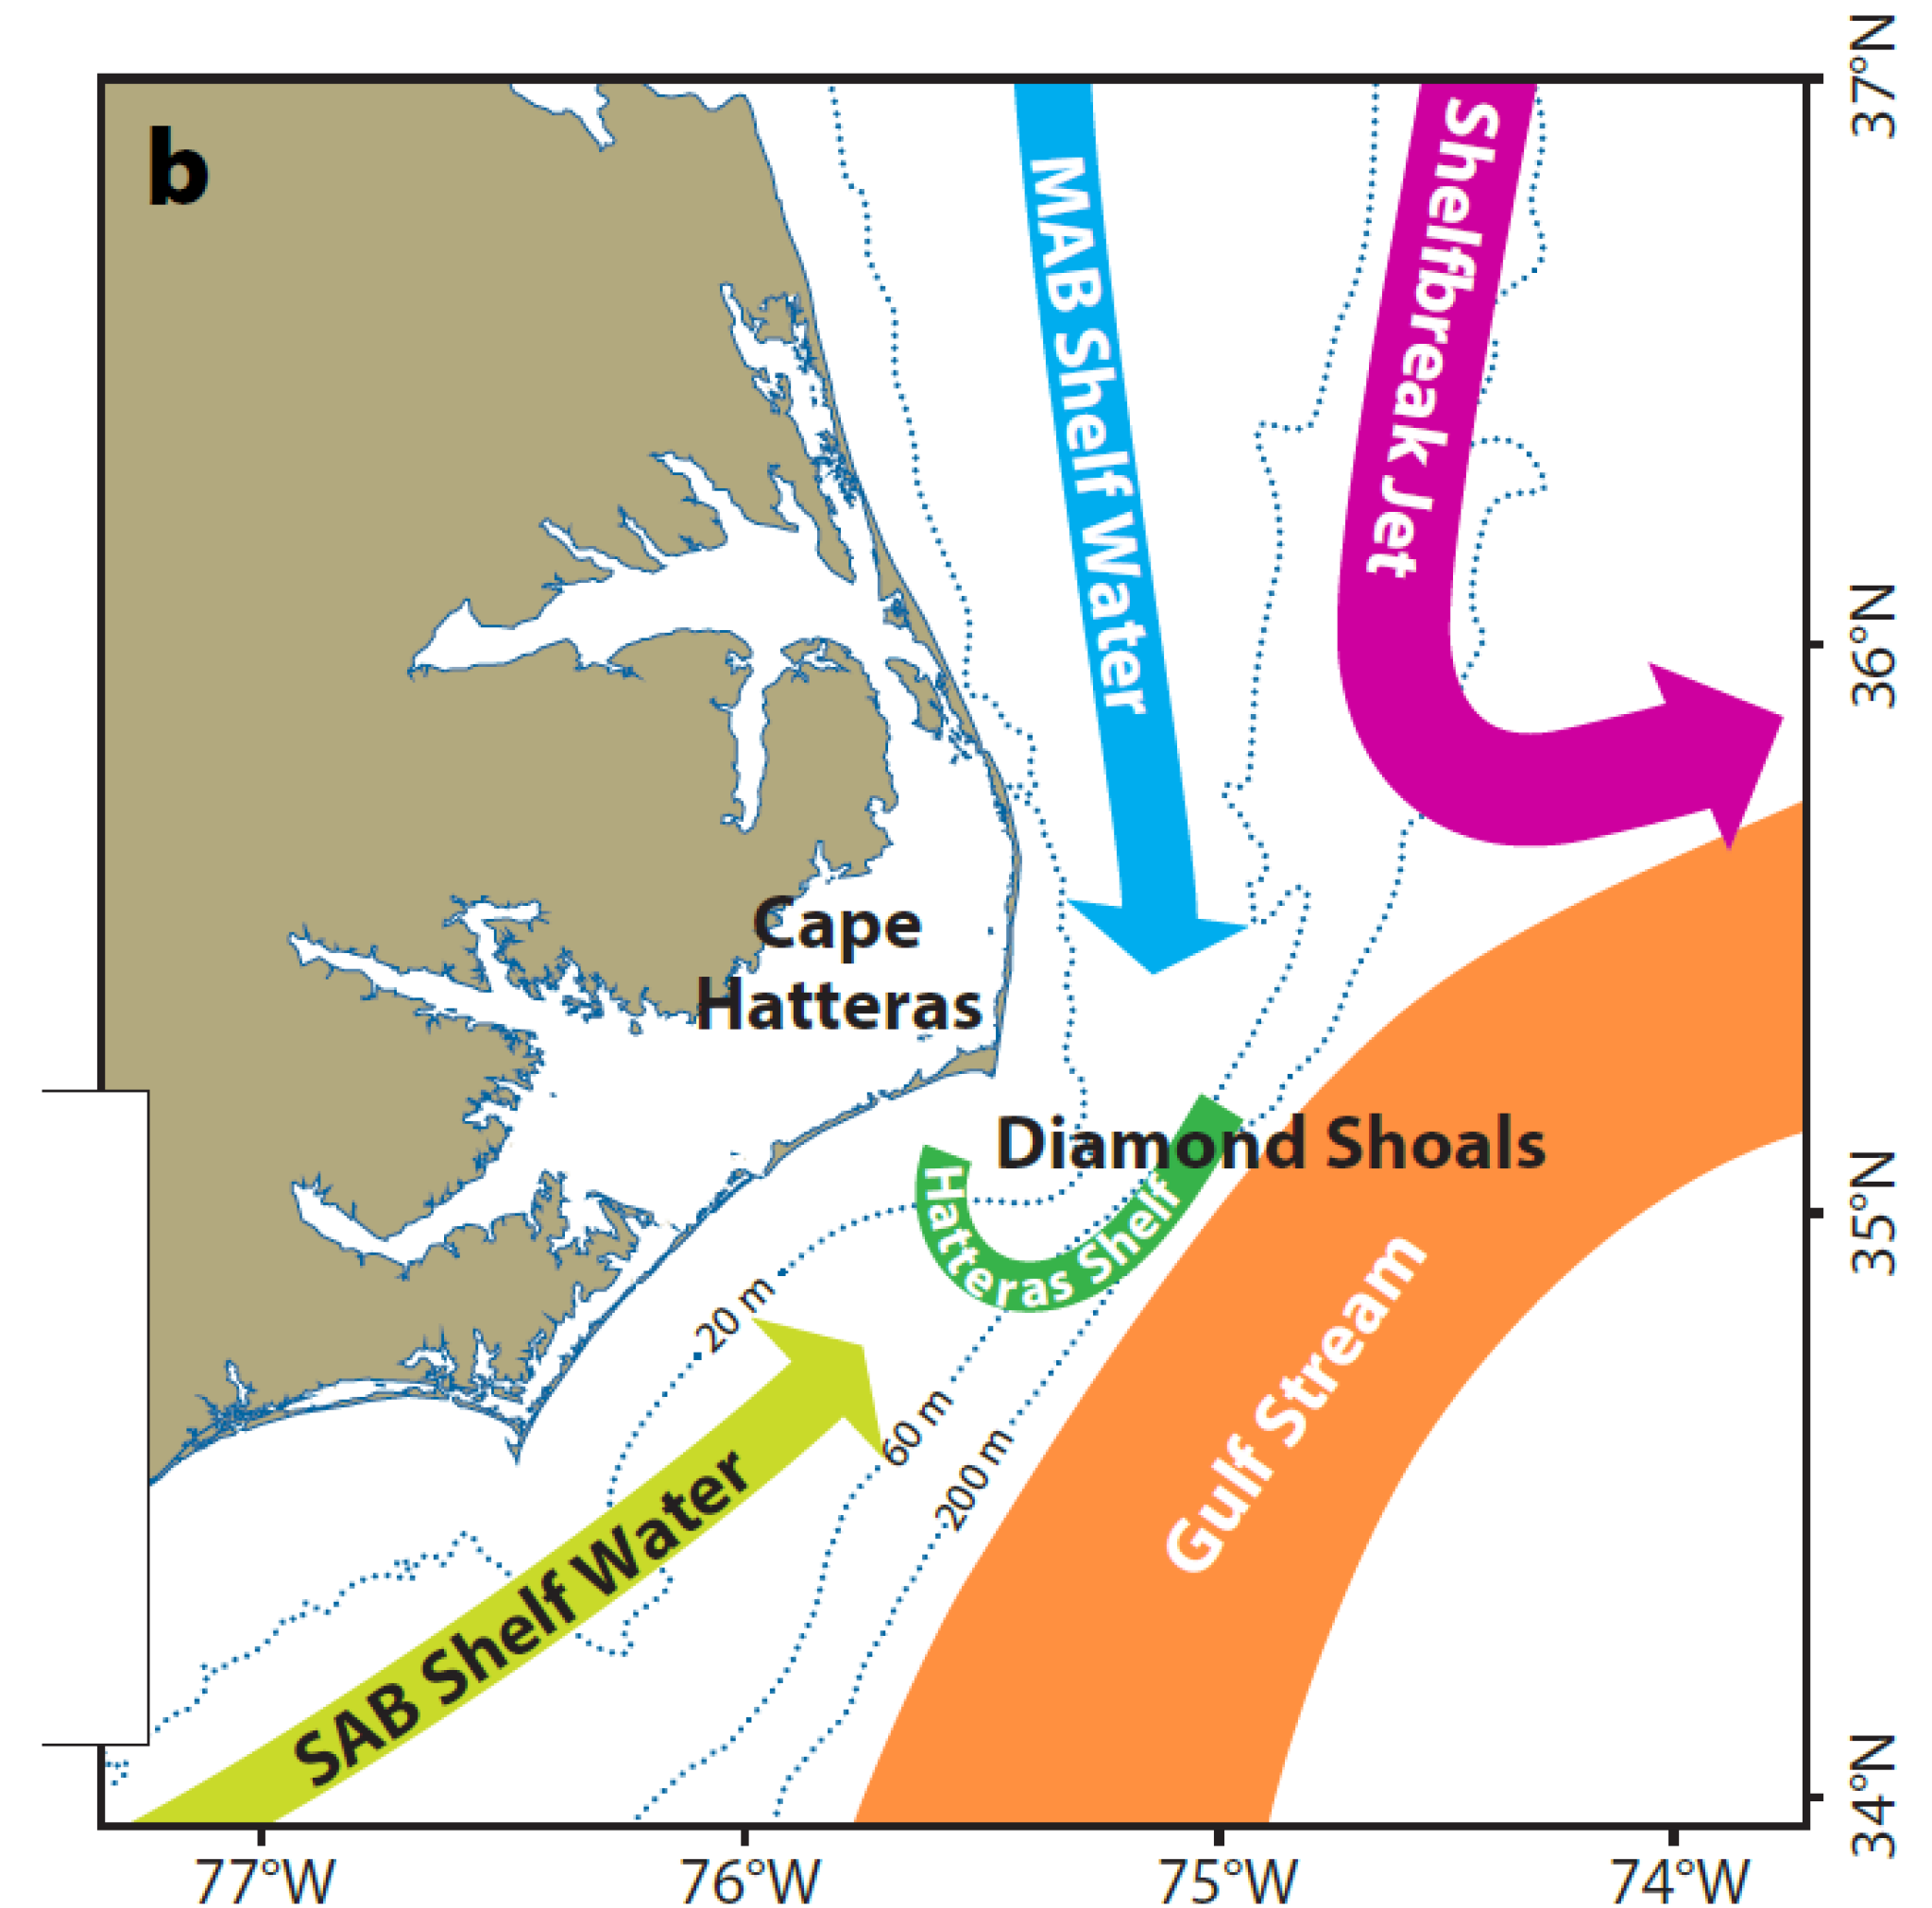 b
MAB Shelf Water
Shelfbreak Jet
37°N
36°N
Cape
Hatteras
Diamond Shoals
Hatteras Shelf
35°N
20 m
60 m
200 m
Gulf Stream
SAB Shelf Water
34°N
77°W
76°W
75°W
74°W